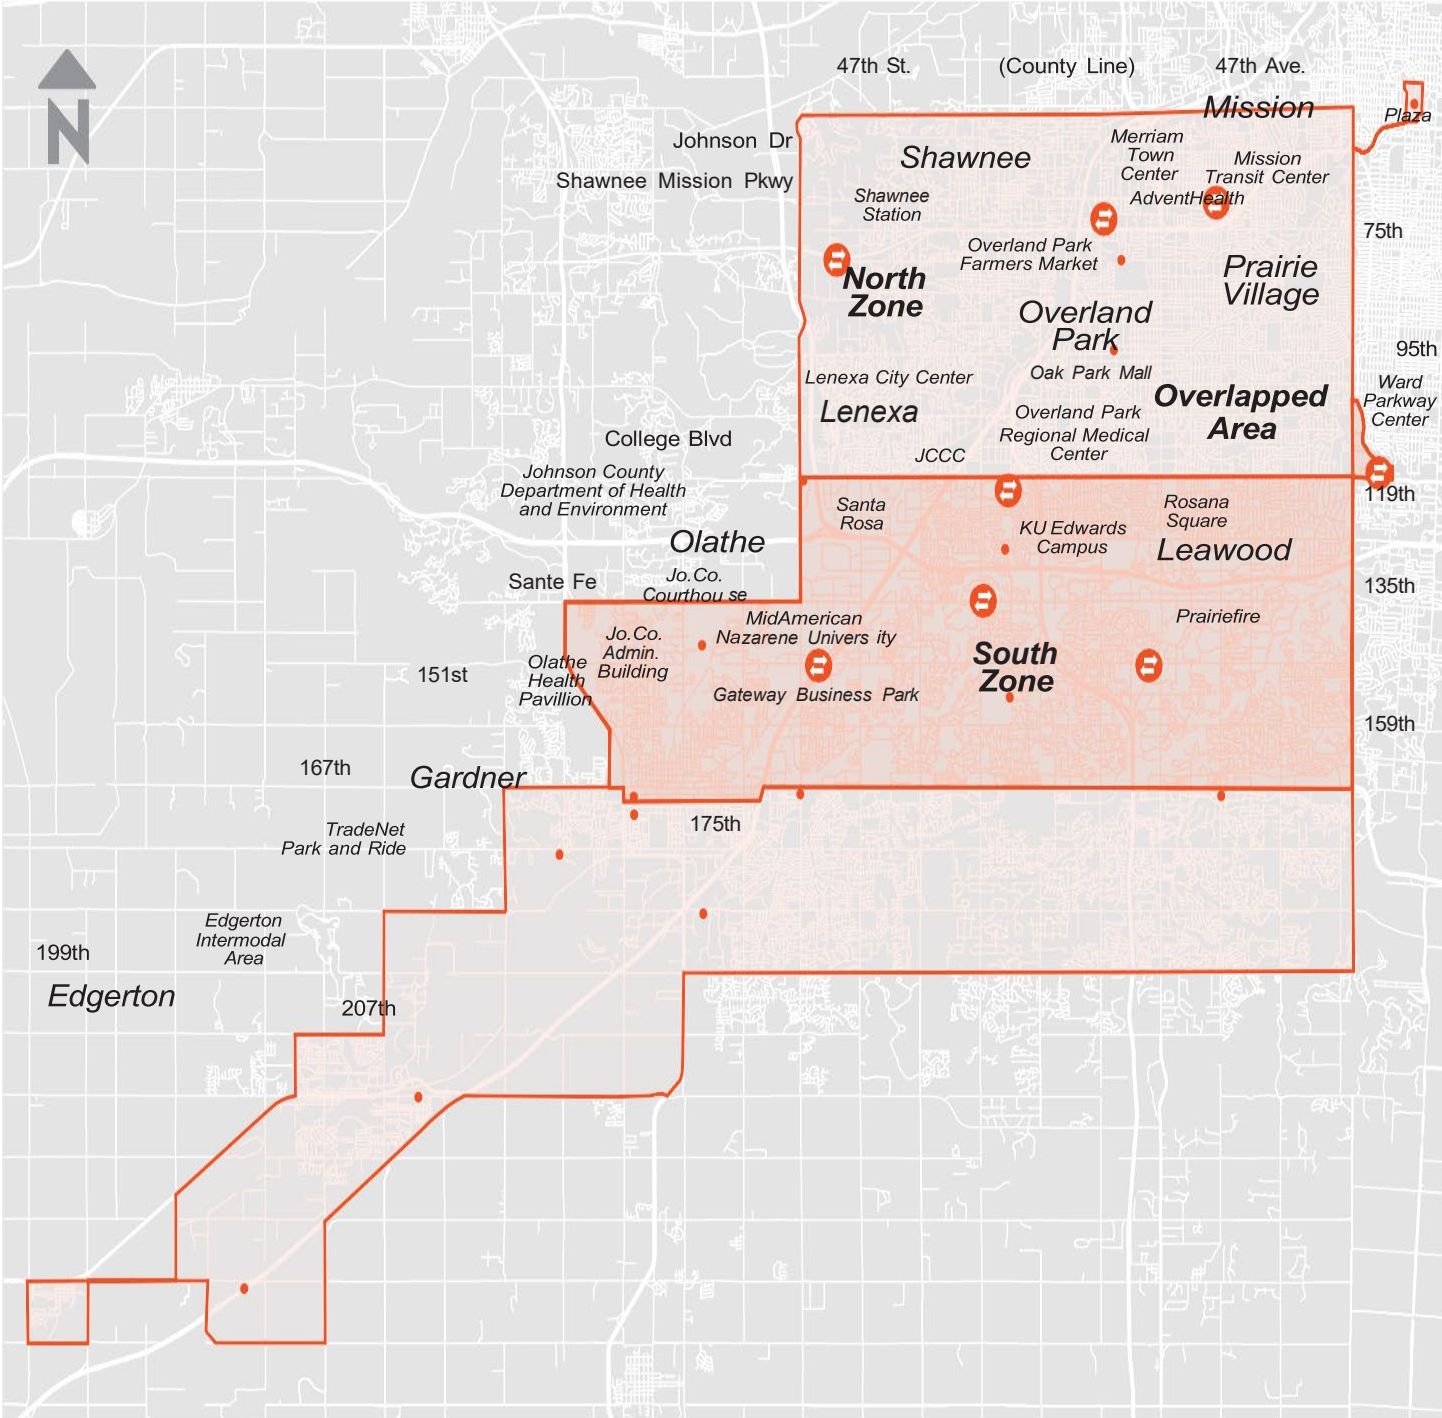 47th St.
(County Line)
47th Ave.
Mission
Plaza
Johnson Dr
Shawnee Mission Pkwy
Shawnee
Merriam
Town
Center
Mission
Transit Center
AdventHealth
Shawnee
Station
75th
Overland Park
Farmers Market
North
Zone
Prairie
Village
Overland
Park
95th
Oak Park Mall
Lenexa City Center
Lenexa
Ward
Parkway
Center
Overlapped
Area
Overland Park
Regional Medical
Center
College Blvd
JCCC
Johnson County
Department of Health
and Environment
119th
Santa
Rosa
Rosana
Square
KU Edwards
Campus
Leawood
Olathe
Sante Fe
Jo.Co.
Courthou se
135th
MidAmerican
Nazarene Univers ity
Prairiefire
Jo.Co.
Admin.
Building
Olathe
Health
Pavillion
151st
South
Zone
Gateway Business Park
159th
167th
Gardner
175th
TradeNet
Park and Ride
Edgerton
Intermodal
Area
199th
Edgerton
207th
N